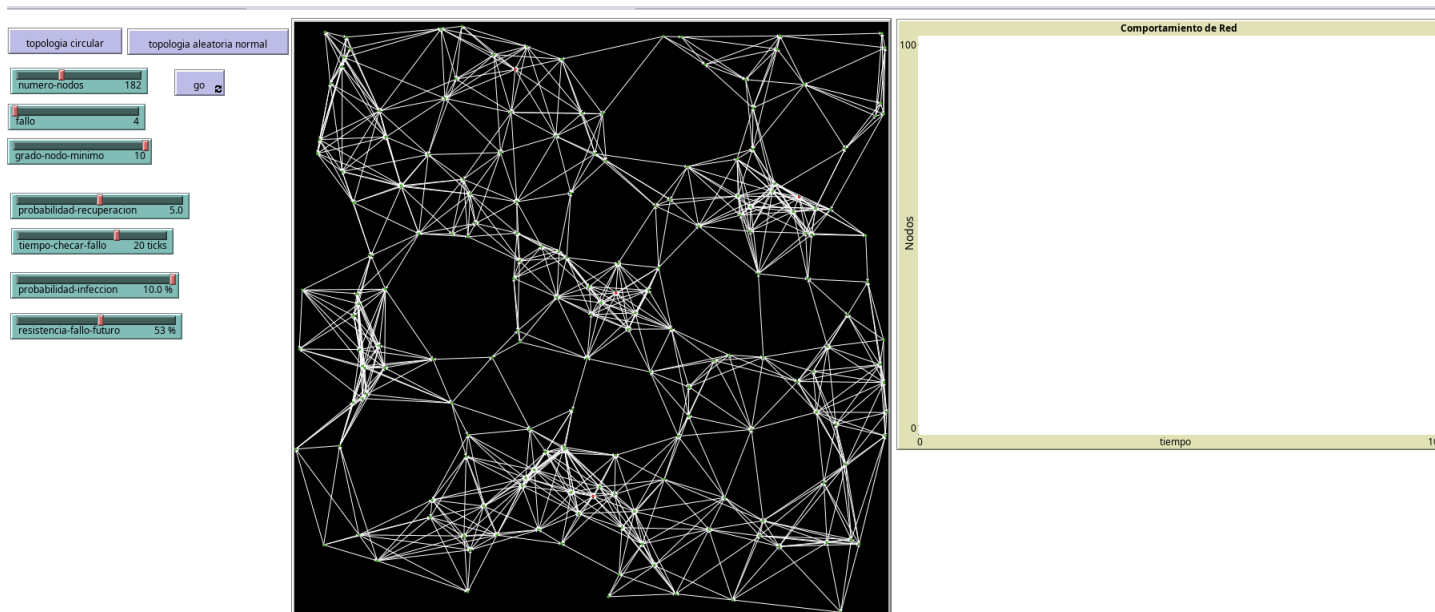 topologia circular
topologia aleatoria normal
numero-nodos 182
go
fallo 4
grado-nodo-minimo 10
probabilidad-recuperacion 5.0
tiempo-checar-fallo 20 ticks
probabilidad-infeccion 10.0 %
resistencia-fallo-futuro 53 %
Comportamiento de Red
100
Nodos
0
0
tiempo